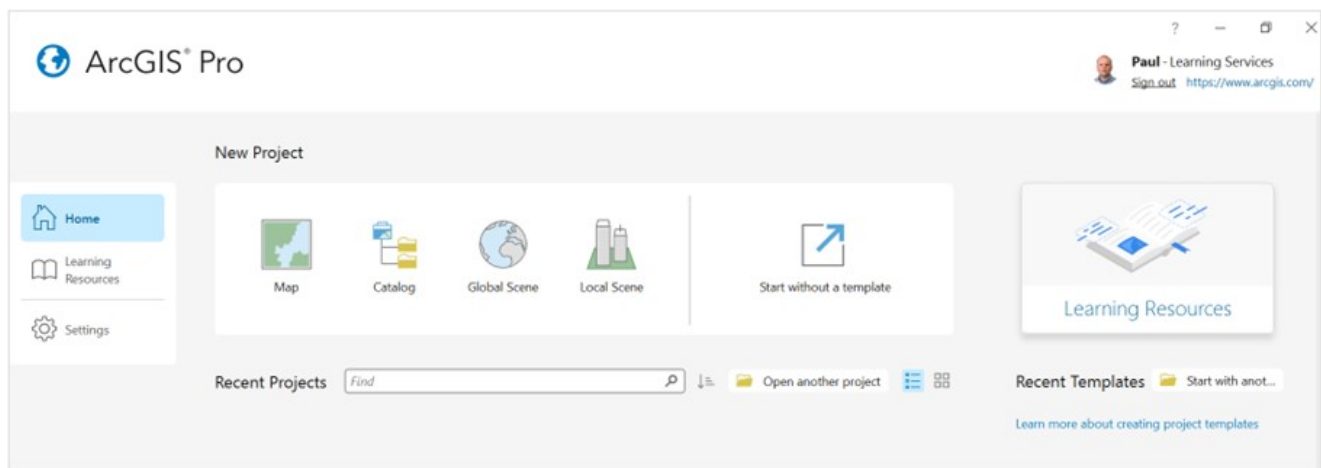 ?
ArcGIS® Pro
Paul - Learning Services
Sign out https://www.arcgis.com/
New Project
Home
Learning
Resources
Settings
Map
Catalog
Global Scene
Local Scene
Start without a template
Learning Resources
Recent Projects
Find
Open another project
Recent Templates
Start with anot...
Learn more about creating project templates